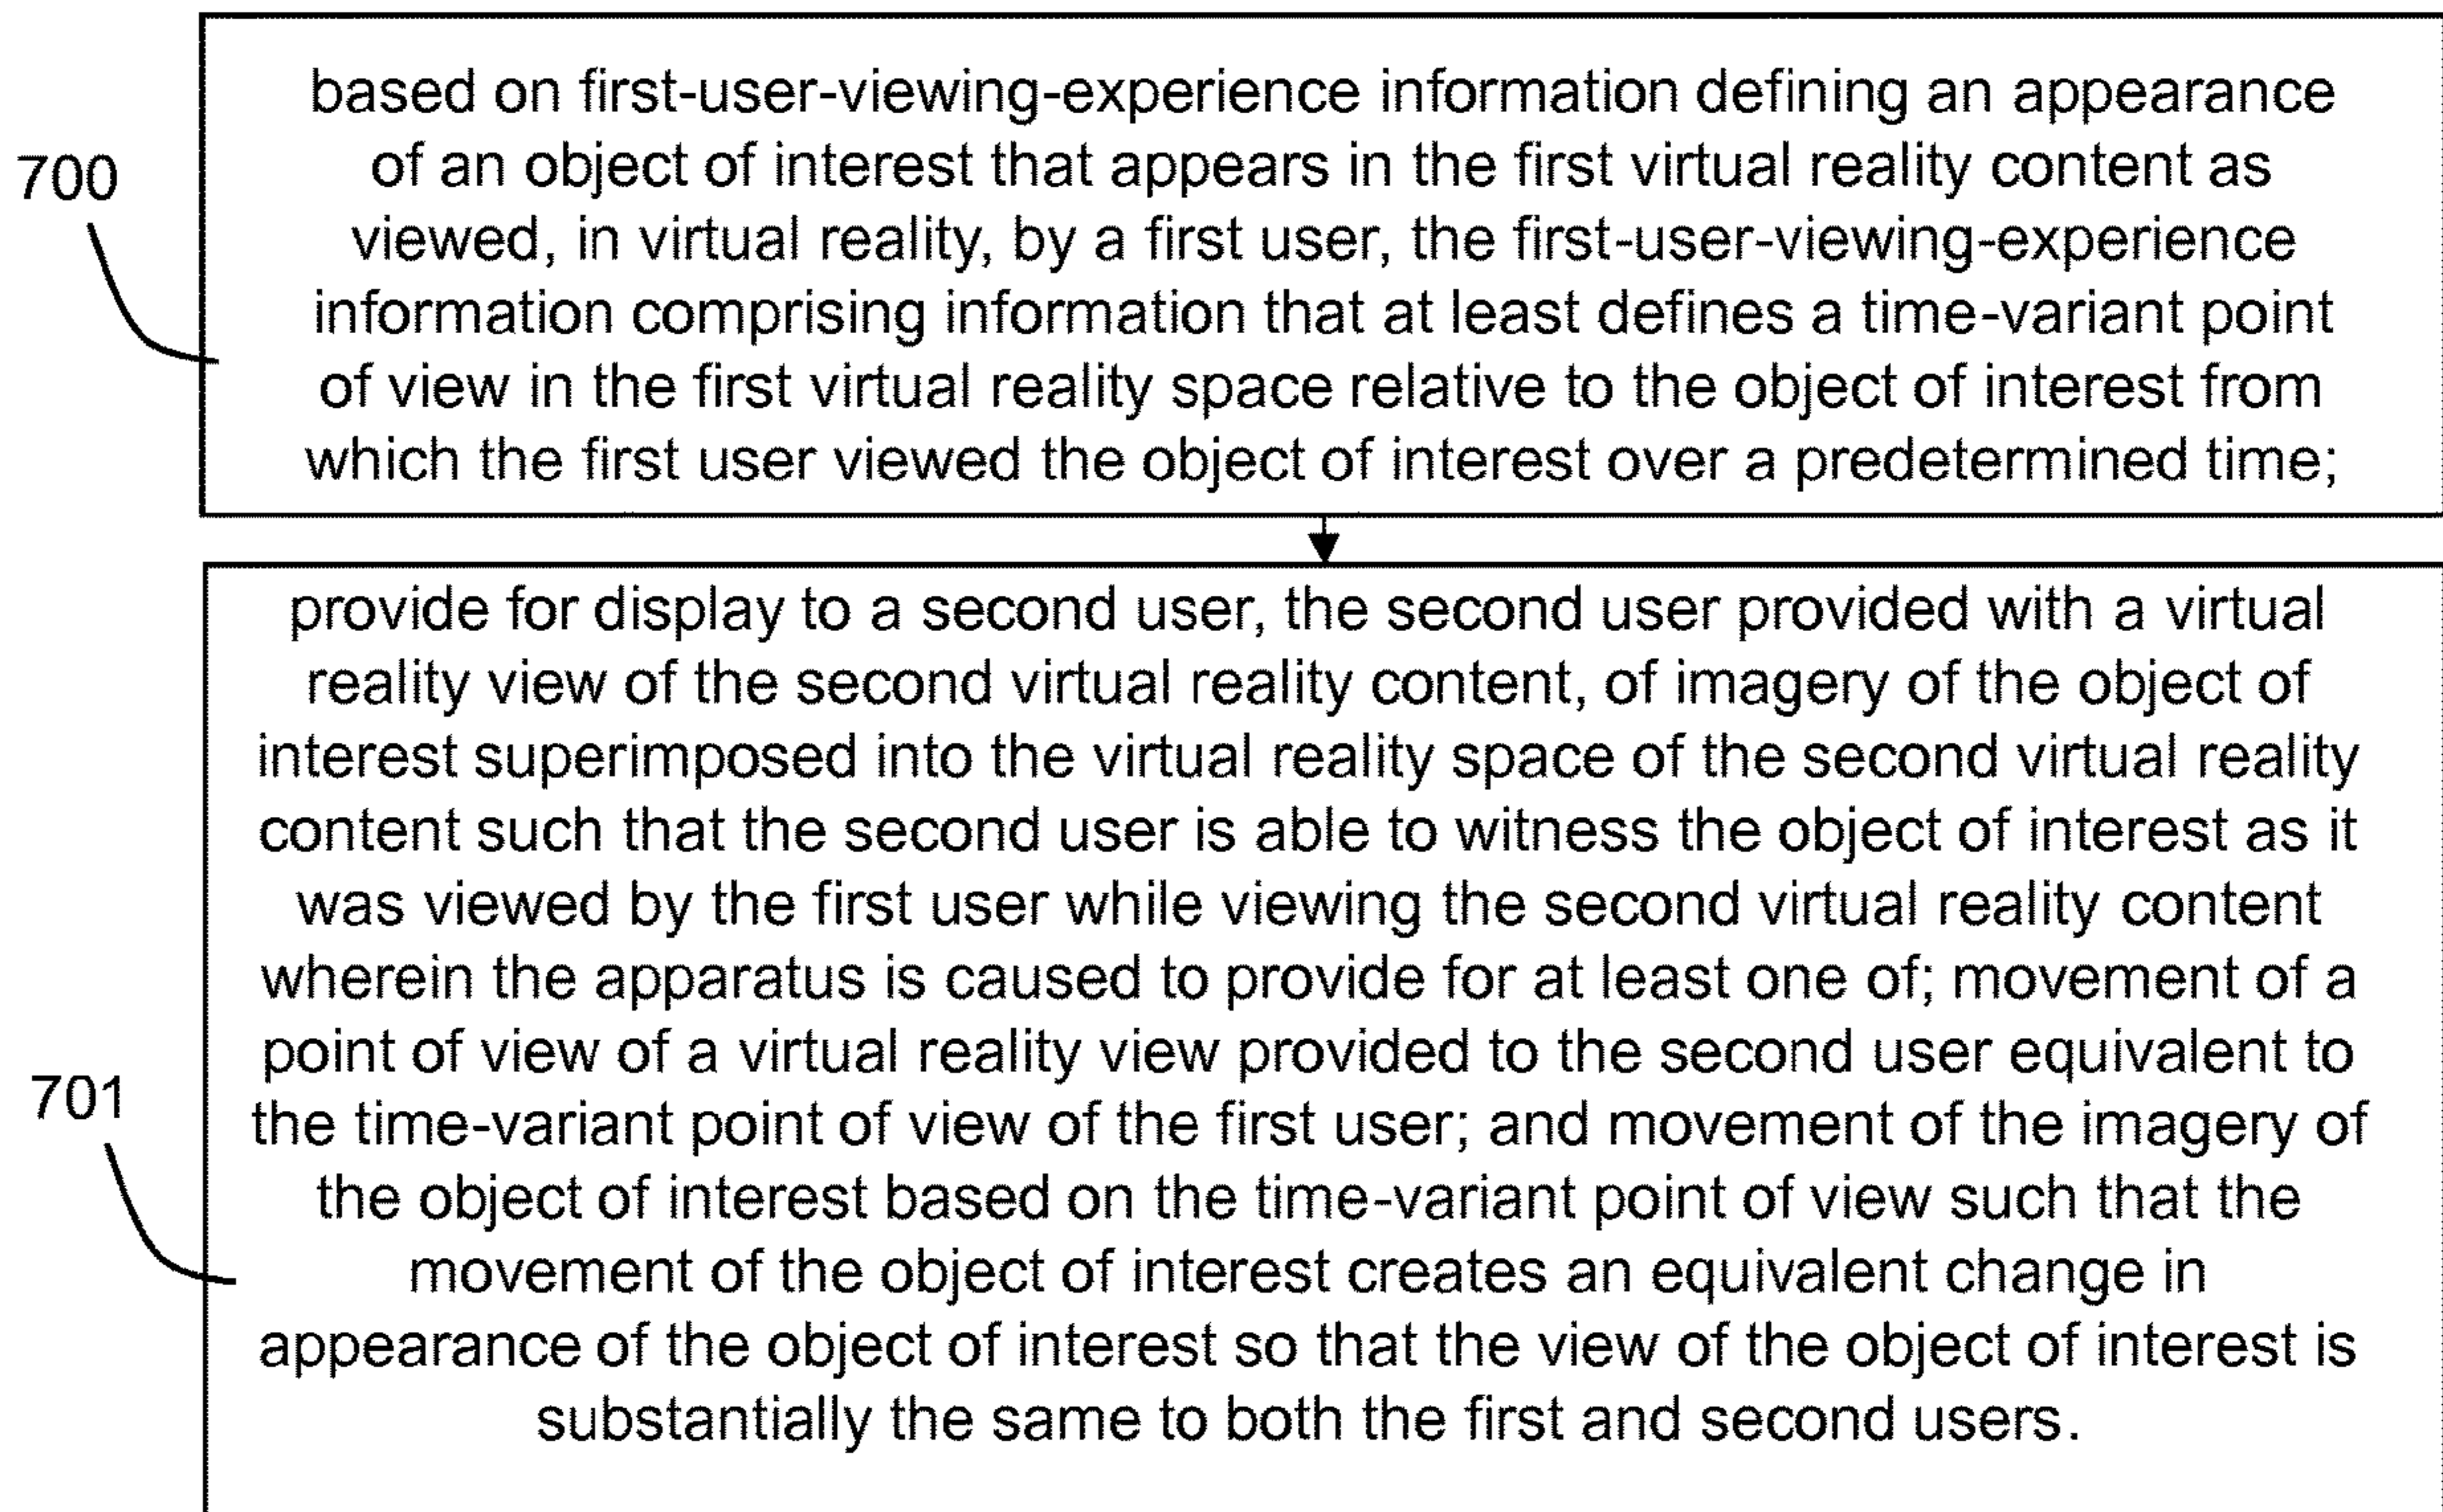 700
based on first-user-viewing-experience information defining an appearance
of an object of interest that appears in the first virtual reality content as
viewed, in virtual reality, by a first user, the first-user-viewing-experience
information comprising information that at least defines a time-variant point
of view in the first virtual reality space relative to the object of interest from
which the first user viewed the object of interest over a predetermined time;
701
provide for display to a second user, the second user provided with a virtual
reality view of the second virtual reality content, of imagery of the object of
interest superimposed into the virtual reality space of the second virtual reality
content such that the second user is able to witness the object of interest as it
was viewed by the first user while viewing the second virtual reality content
wherein the apparatus is caused to provide for at least one of; movement of a
point of view of a virtual reality view provided to the second user equivalent to
the time-variant point of view of the first user; and movement of the imagery of
the object of interest based on the time-variant point of view such that the
movement of the object of interest creates an equivalent change in
appearance of the object of interest so that the view of the object of interest is
substantially the same to both the first and second users.